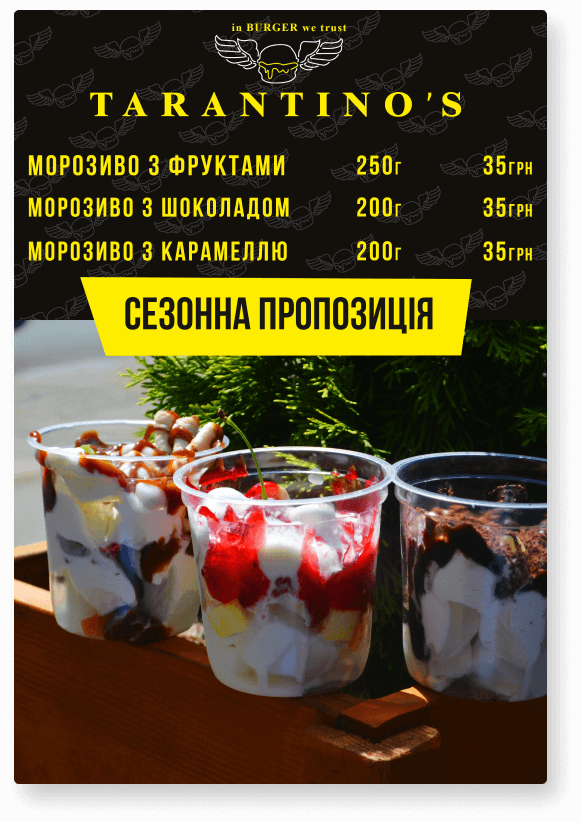 in BURGER we trust
TARANTINO'S
МОРОЗИВО З ФРУКТАМИ 250г 35грн
МОРОЗИВО З ШОКОЛАДОМ 200г 35грн
МОРОЗИВО З КАРАМЕЛЛЮ 200г 35грн
СЕЗОННА ПРОПОЗИЦІЯ